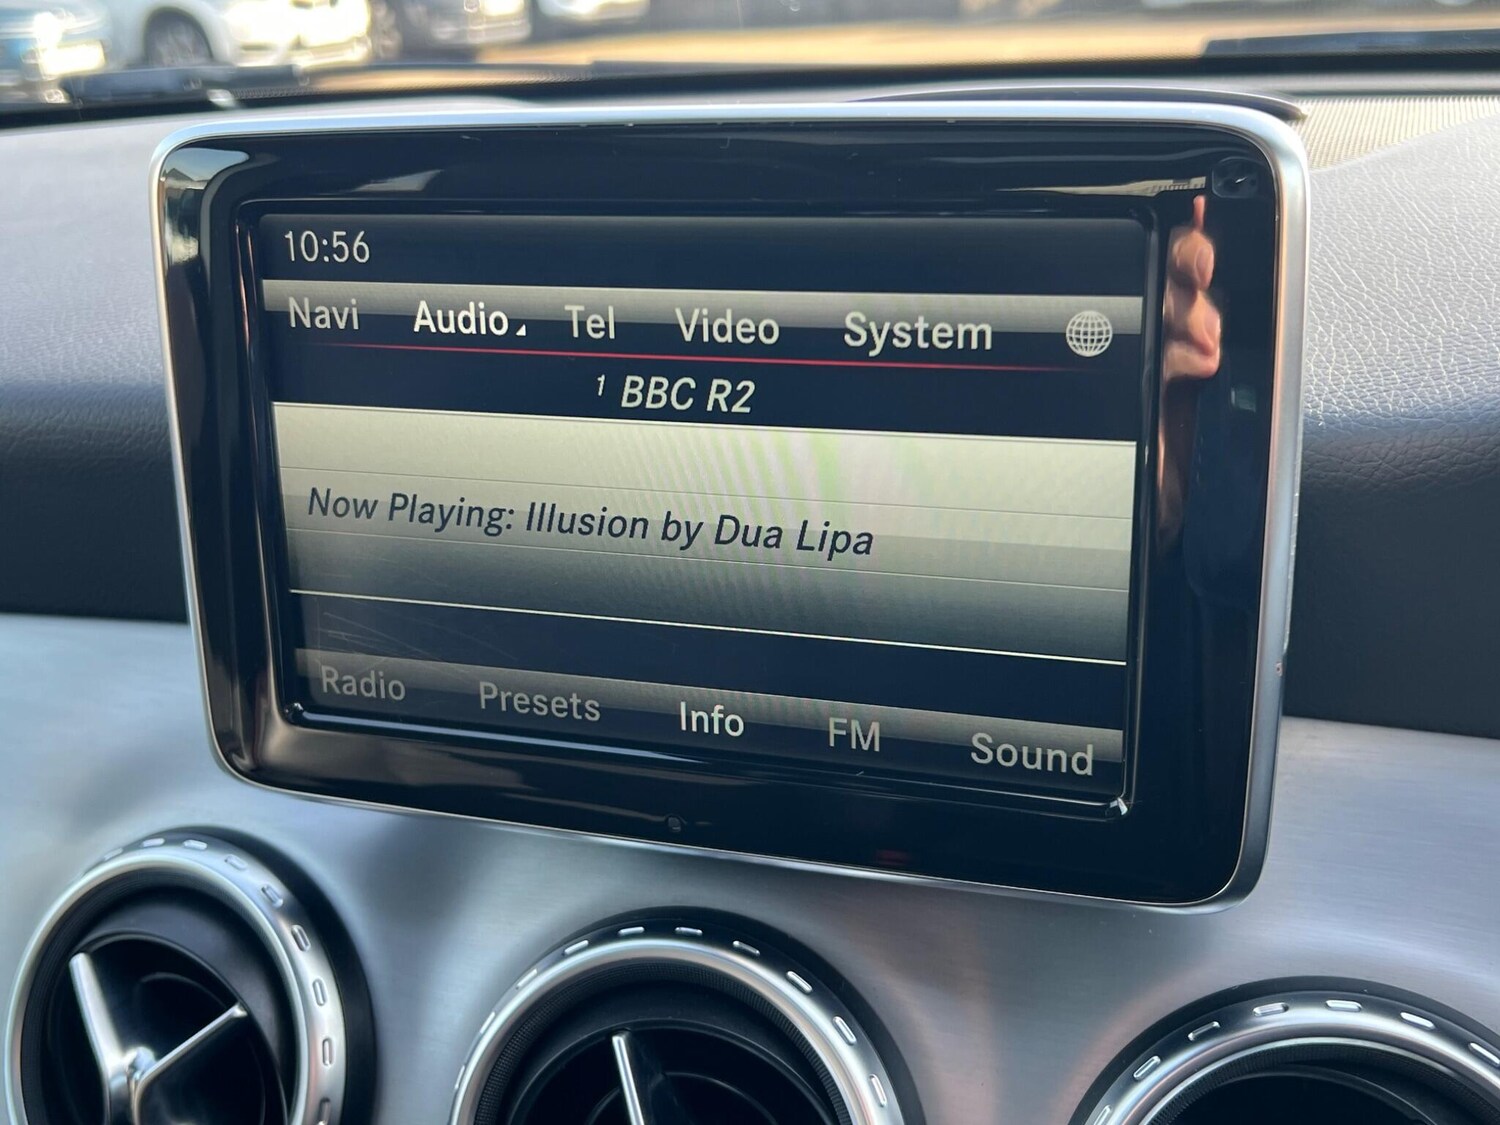 10:56
Navi Audio Tel Video System
1 BBC R2
Now Playing: Illusion by Dua Lipa
Radio Presets Info FM Sound